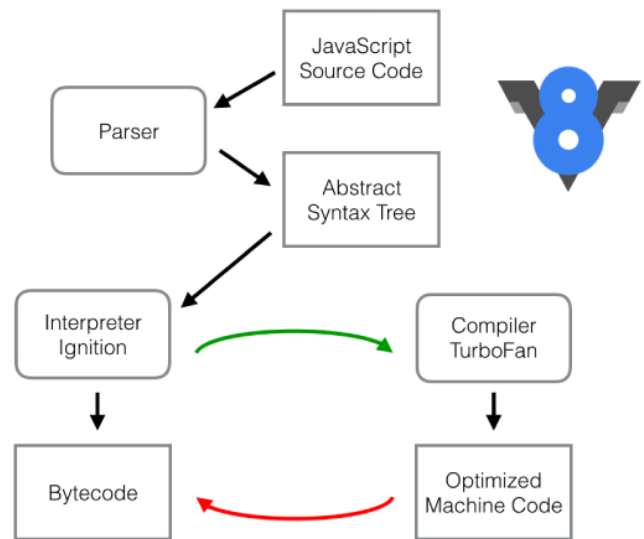 JavaScript
Source Code
Parser
Abstract
Syntax Tree
Interpreter
Ignition
Compiler
TurboFan
Bytecode
Optimized
Machine Code